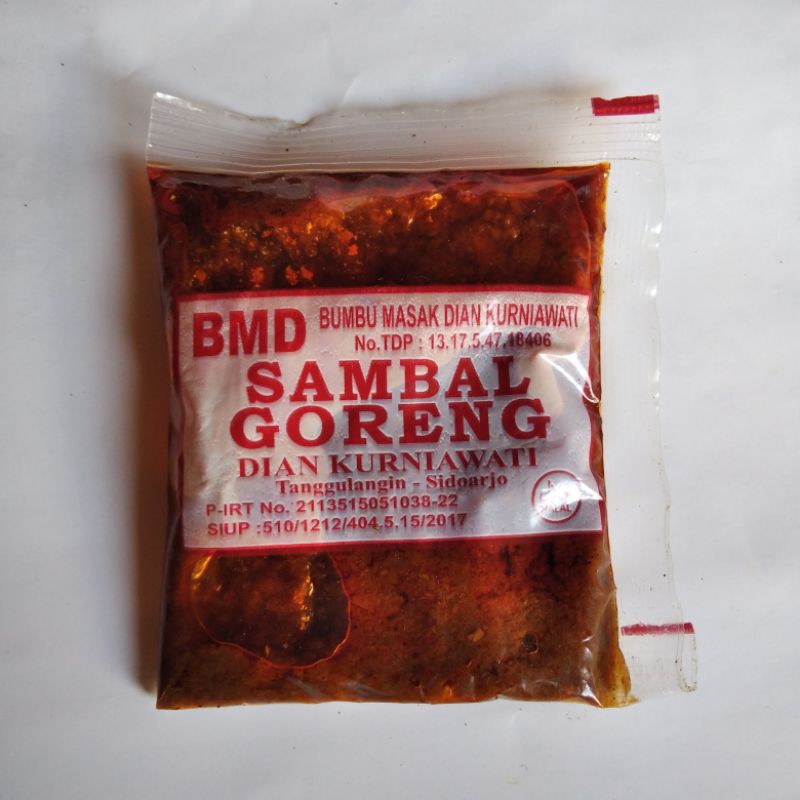 BMD
BUMBU MASAK DIAN KURNIAWATI
No.TDP : 13.17.5.47.18406
SAMBAL
GORENG
DIAN KURNIAWATI
Tanggulangin - Sidoarjo
P-IRT No. 2113515051038-22
SIUP :510/1212/404.5.15/2017
HALAL